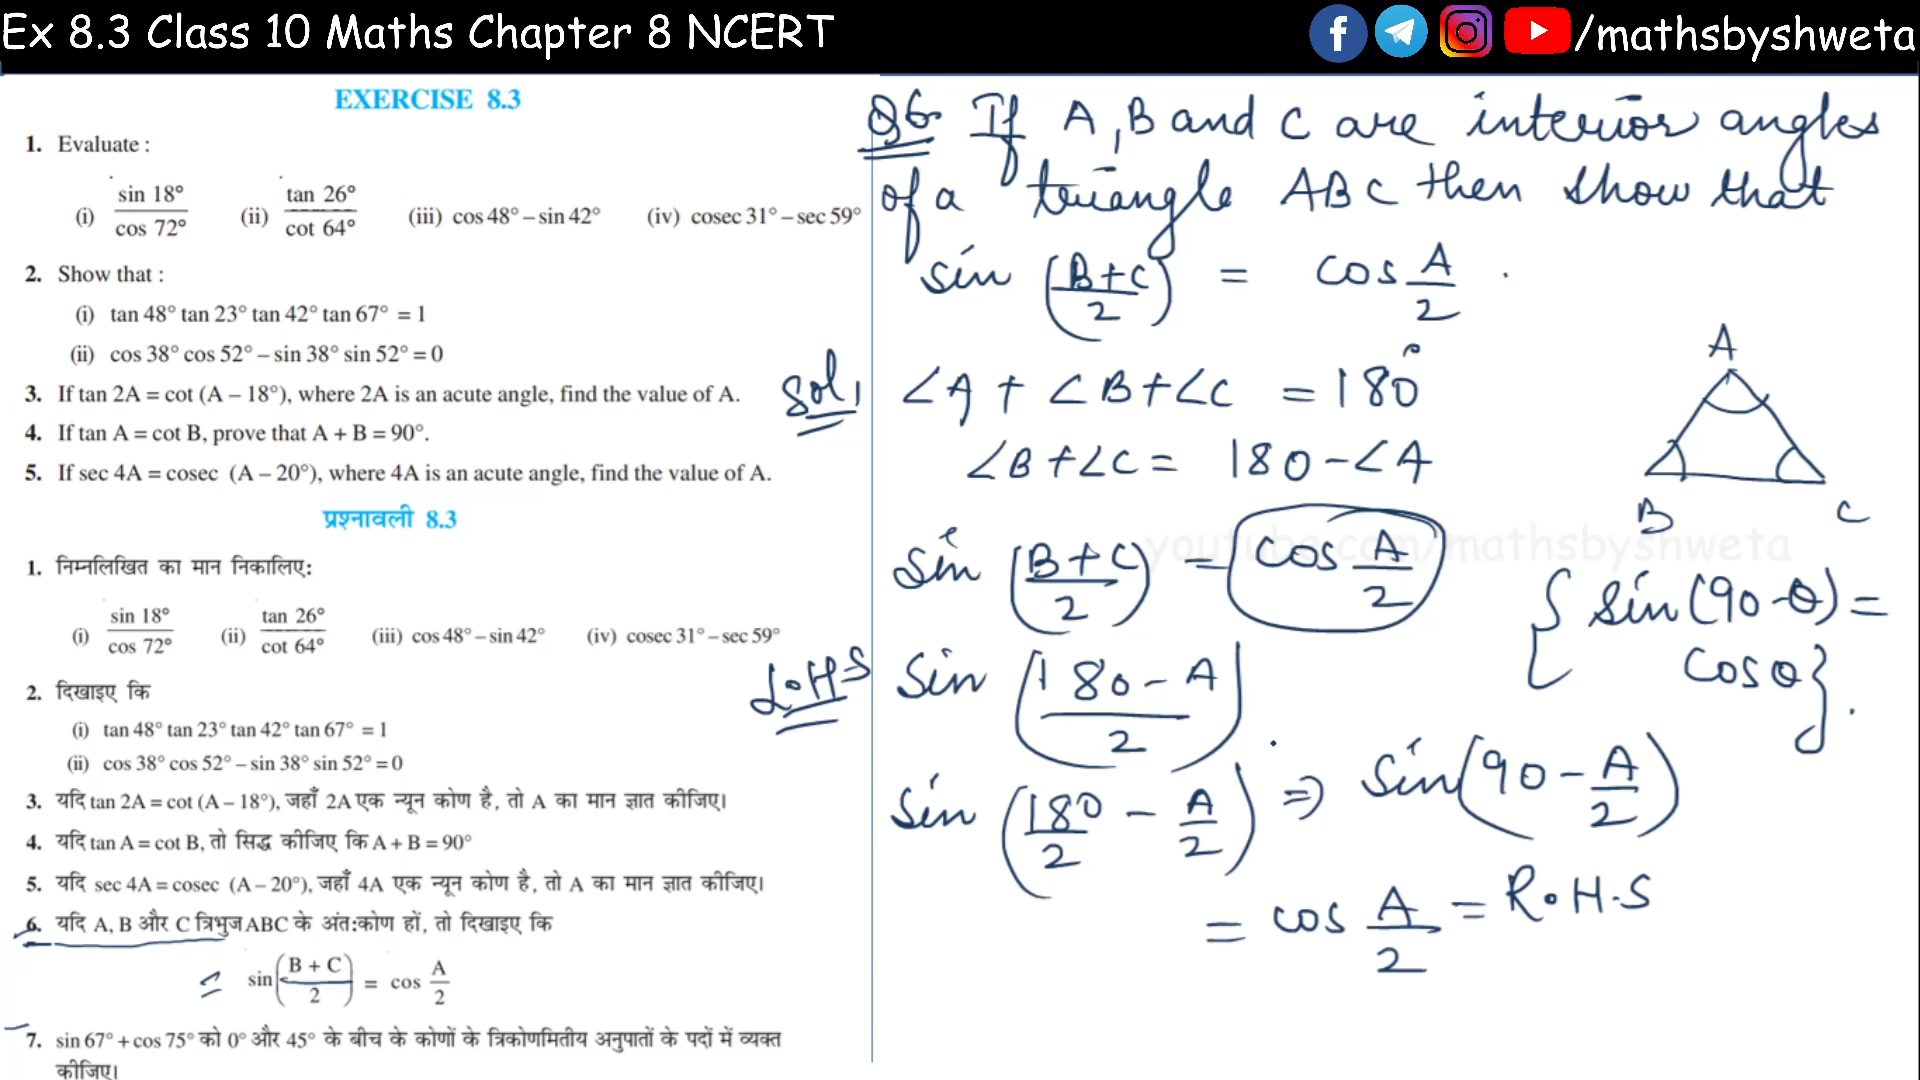 Ex 8.3 Class 10 Maths Chapter 8 NCERT
/mathsbyshweta
EXERCISE 8.3
1. Evaluate :
(i) sin 18° / cos 72° (ii) tan 26° / cot 64° (iii) cos 48° – sin 42° (iv) cosec 31° – sec 59°
2. Show that :
(i) tan 48° tan 23° tan 42° tan 67° = 1
(ii) cos 38° cos 52° – sin 38° sin 52° = 0
3. If tan 2A = cot (A – 18°), where 2A is an acute angle, find the value of A.
4. If tan A = cot B, prove that A + B = 90°.
5. If sec 4A = cosec (A – 20°), where 4A is an acute angle, find the value of A.
प्रश्नावली 8.3
1. निम्नलिखित का मान निकालिए:
(i) sin 18° / cos 72° (ii) tan 26° / cot 64° (iii) cos 48° – sin 42° (iv) cosec 31° – sec 59°
2. दिखाइए कि
(i) tan 48° tan 23° tan 42° tan 67° = 1
(ii) cos 38° cos 52° – sin 38° sin 52° = 0
3. यदि tan 2A = cot (A – 18°), जहाँ 2A एक न्यून कोण है, तो A का मान ज्ञात कीजिए।
4. यदि tan A = cot B, तो सिद्ध कीजिए कि A + B = 90°
5. यदि sec 4A = cosec (A – 20°), जहाँ 4A एक न्यून कोण है, तो A का मान ज्ञात कीजिए।
6. यदि A, B और C त्रिभुज ABC के अंत:कोण हों, तो दिखाइए कि
sin((B + C)/2) = cos A/2
7. sin 67° + cos 75° को 0° और 45° के बीच के कोणों के त्रिकोणमितीय अनुपातों के पदों में व्यक्त
कीजिए।
Q6 If A, B and C are interior angles
of a triangle ABC then show that
sin ((B+C)/2) = cos A/2 .
Sol, ∠A + ∠B + ∠C = 180°
∠B + ∠C = 180 - ∠A
A
B
C
youtube.com/mathsbyshweta
sin ((B+C)/2) = cos A/2
{ sin (90-θ) =
cos θ } .
L.H.S sin ((180 - A)/2)
sin (180/2 - A/2) ⇒ sin (90 - A/2)
= cos A/2 = R.H.S